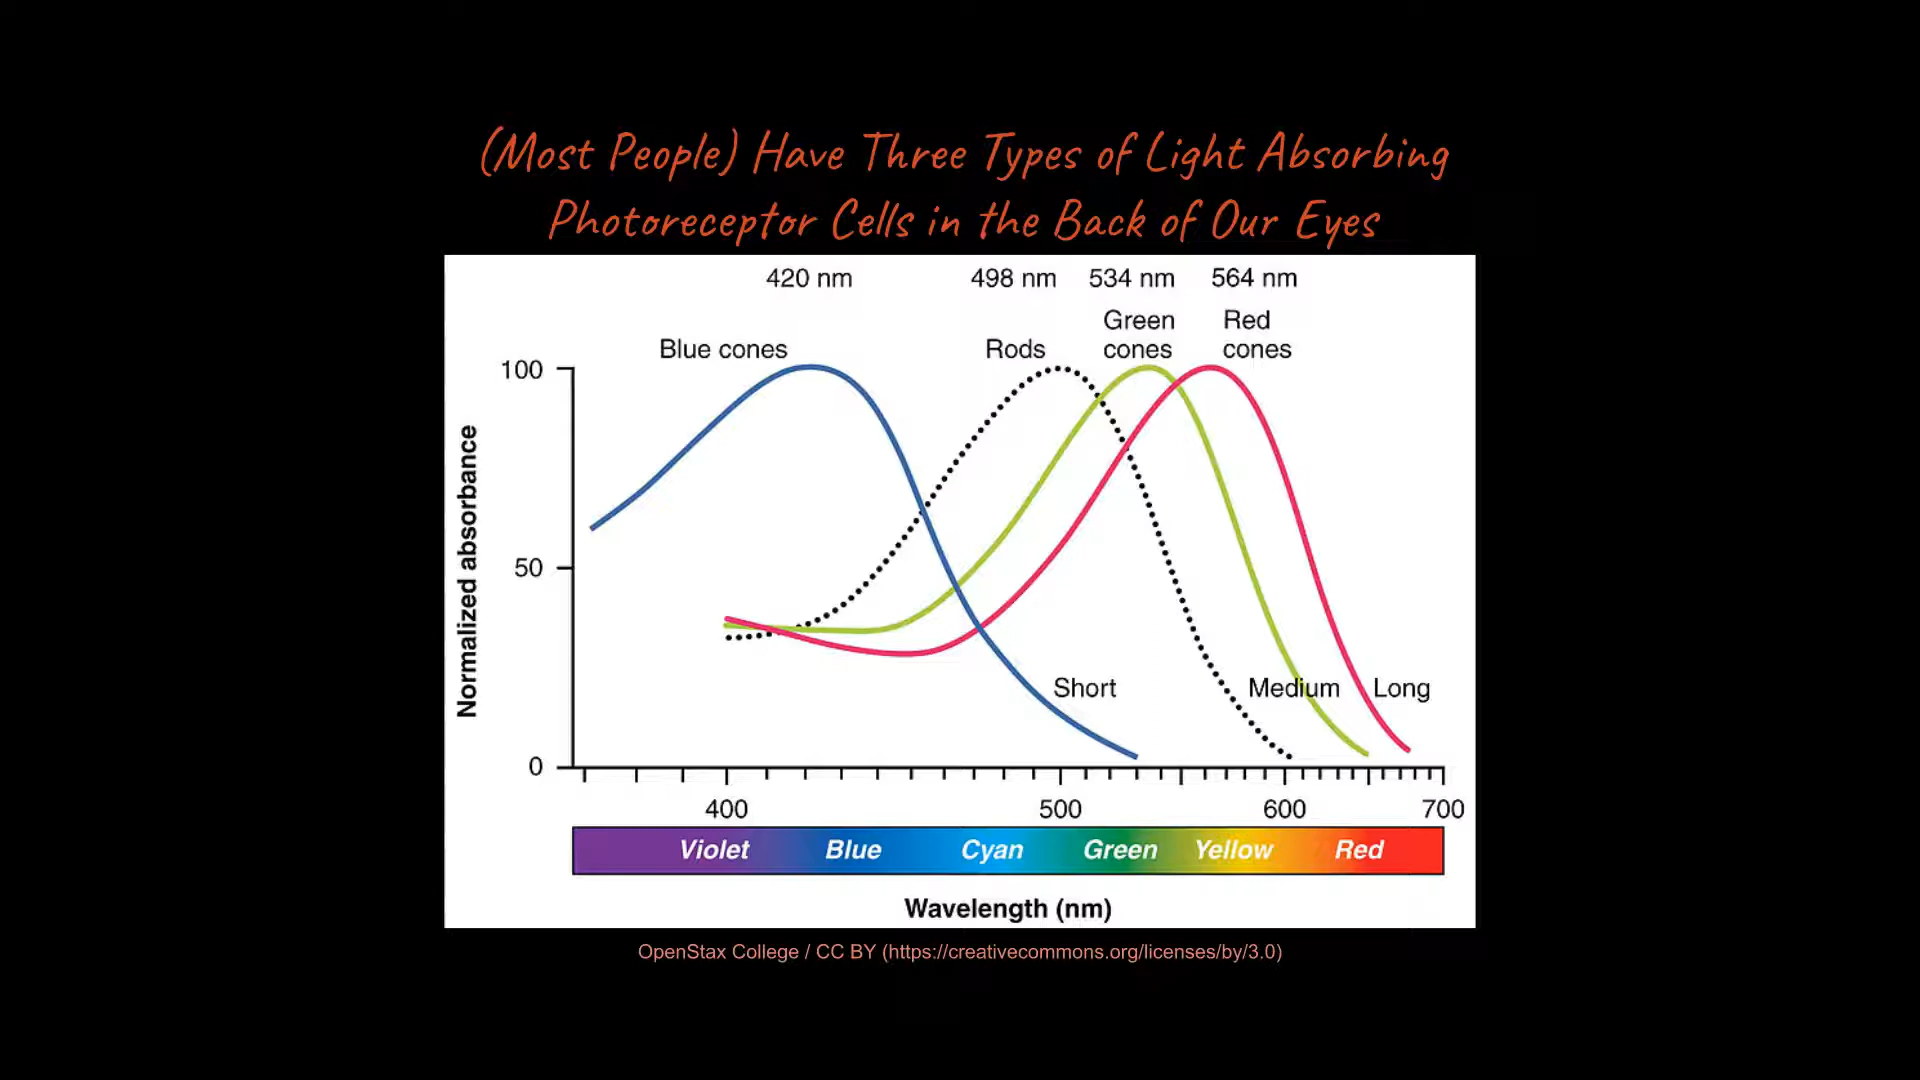 (Most People) Have Three Types of Light Absorbing
Photoreceptor Cells in the Back of Our Eyes
420 nm 498 nm 534 nm 564 nm
Blue cones Rods Green cones Red cones
100
50
0
Normalized absorbance
Short Medium Long
400 500 600 700
Violet Blue Cyan Green Yellow Red
Wavelength (nm)
OpenStax College / CC BY (https://creativecommons.org/licenses/by/3.0)